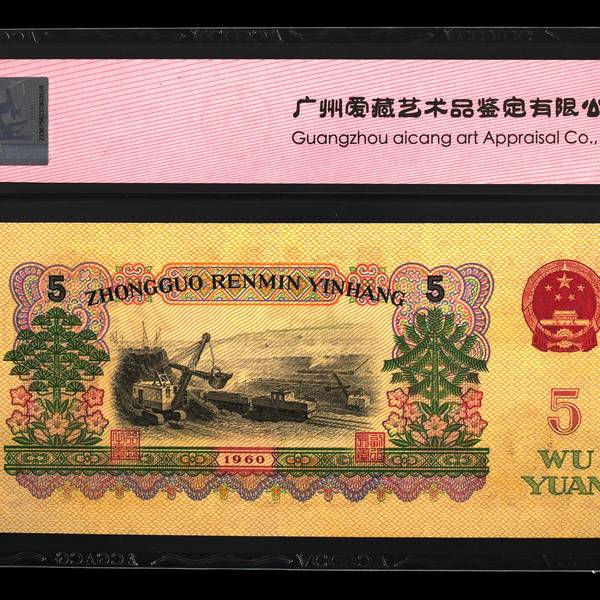 广州爱藏艺术品鉴定有限公
Guangzhou aicang art Appraisal Co.,
5 ZHONGGUO RENMIN YINHANG 5
1960
5
WU
YUAN